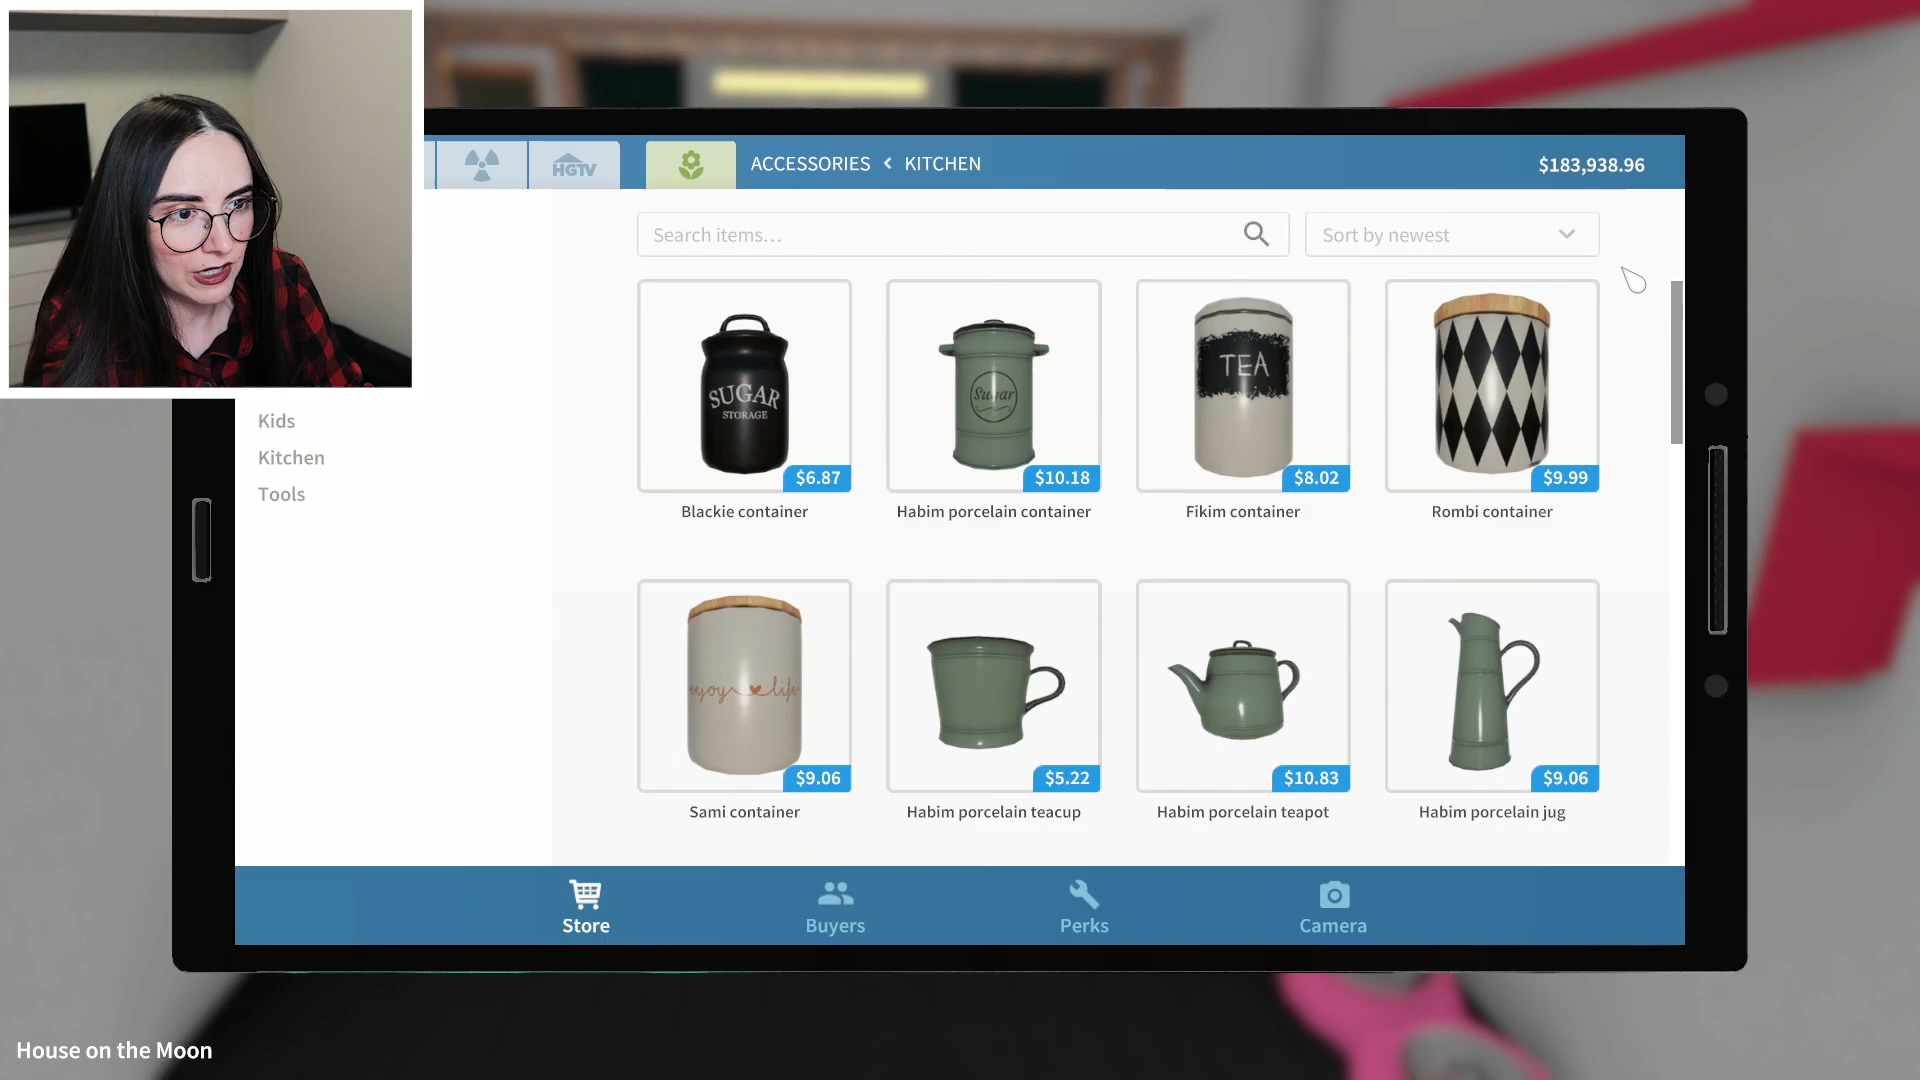 HGTV
ACCESSORIES < KITCHEN
$183,938.96
Search items...
Sort by newest
SUGAR
STORAGE
$6.87
Sugar
$10.18
TEA
$8.02
$9.99
Blackie container
Habim porcelain container
Fikim container
Rombi container
Kids
Kitchen
Tools
enjoy life
$9.06
$5.22
$10.83
$9.06
Sami container
Habim porcelain teacup
Habim porcelain teapot
Habim porcelain jug
Store
Buyers
Perks
Camera
House on the Moon